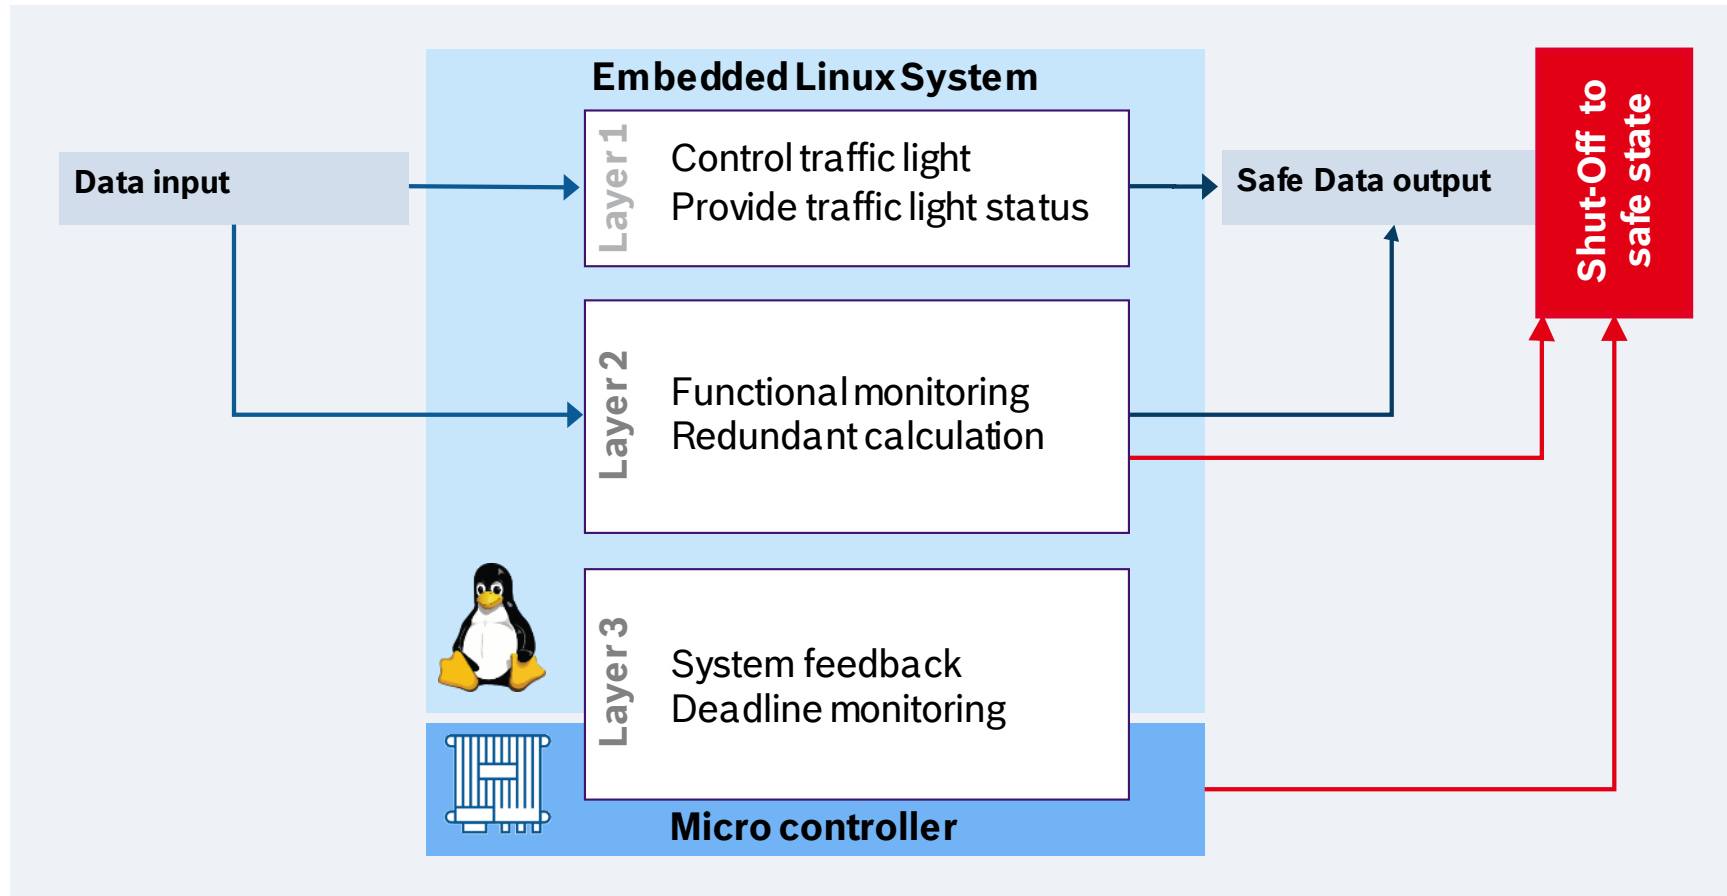 Embedded Linux System
Data input
Layer 1
Control traffic light
Provide traffic light status
Safe Data output
Shut-Off to
safe state
Layer 2
Functional monitoring
Redundant calculation
Layer 3
System feedback
Deadline monitoring
Micro controller